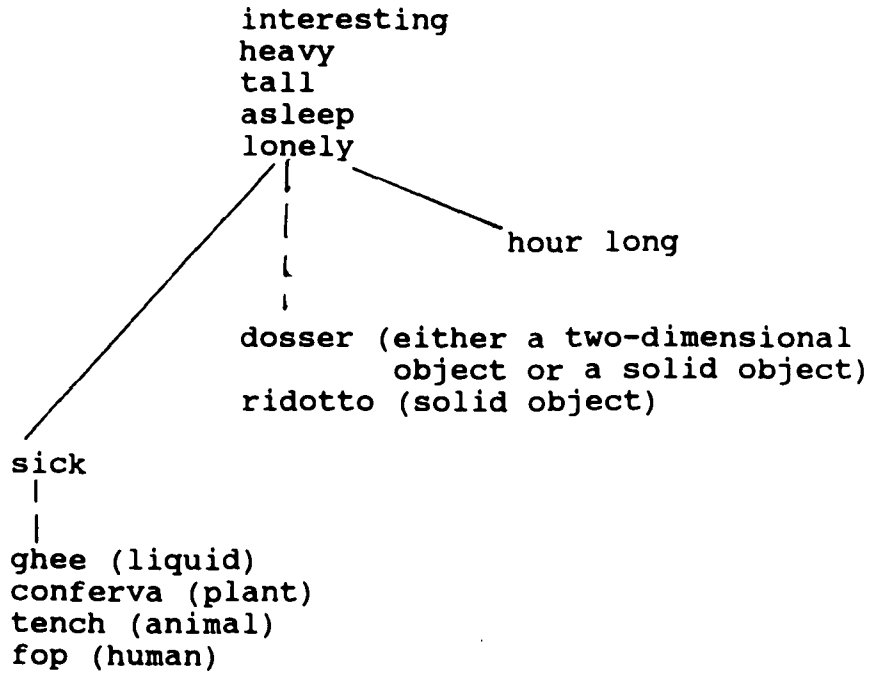 interesting
heavy
tall
asleep
lonely
hour long
dosser (either a two-dimensional
object or a solid object)
ridotto (solid object)
sick
ghee (liquid)
conferva (plant)
tench (animal)
fop (human)